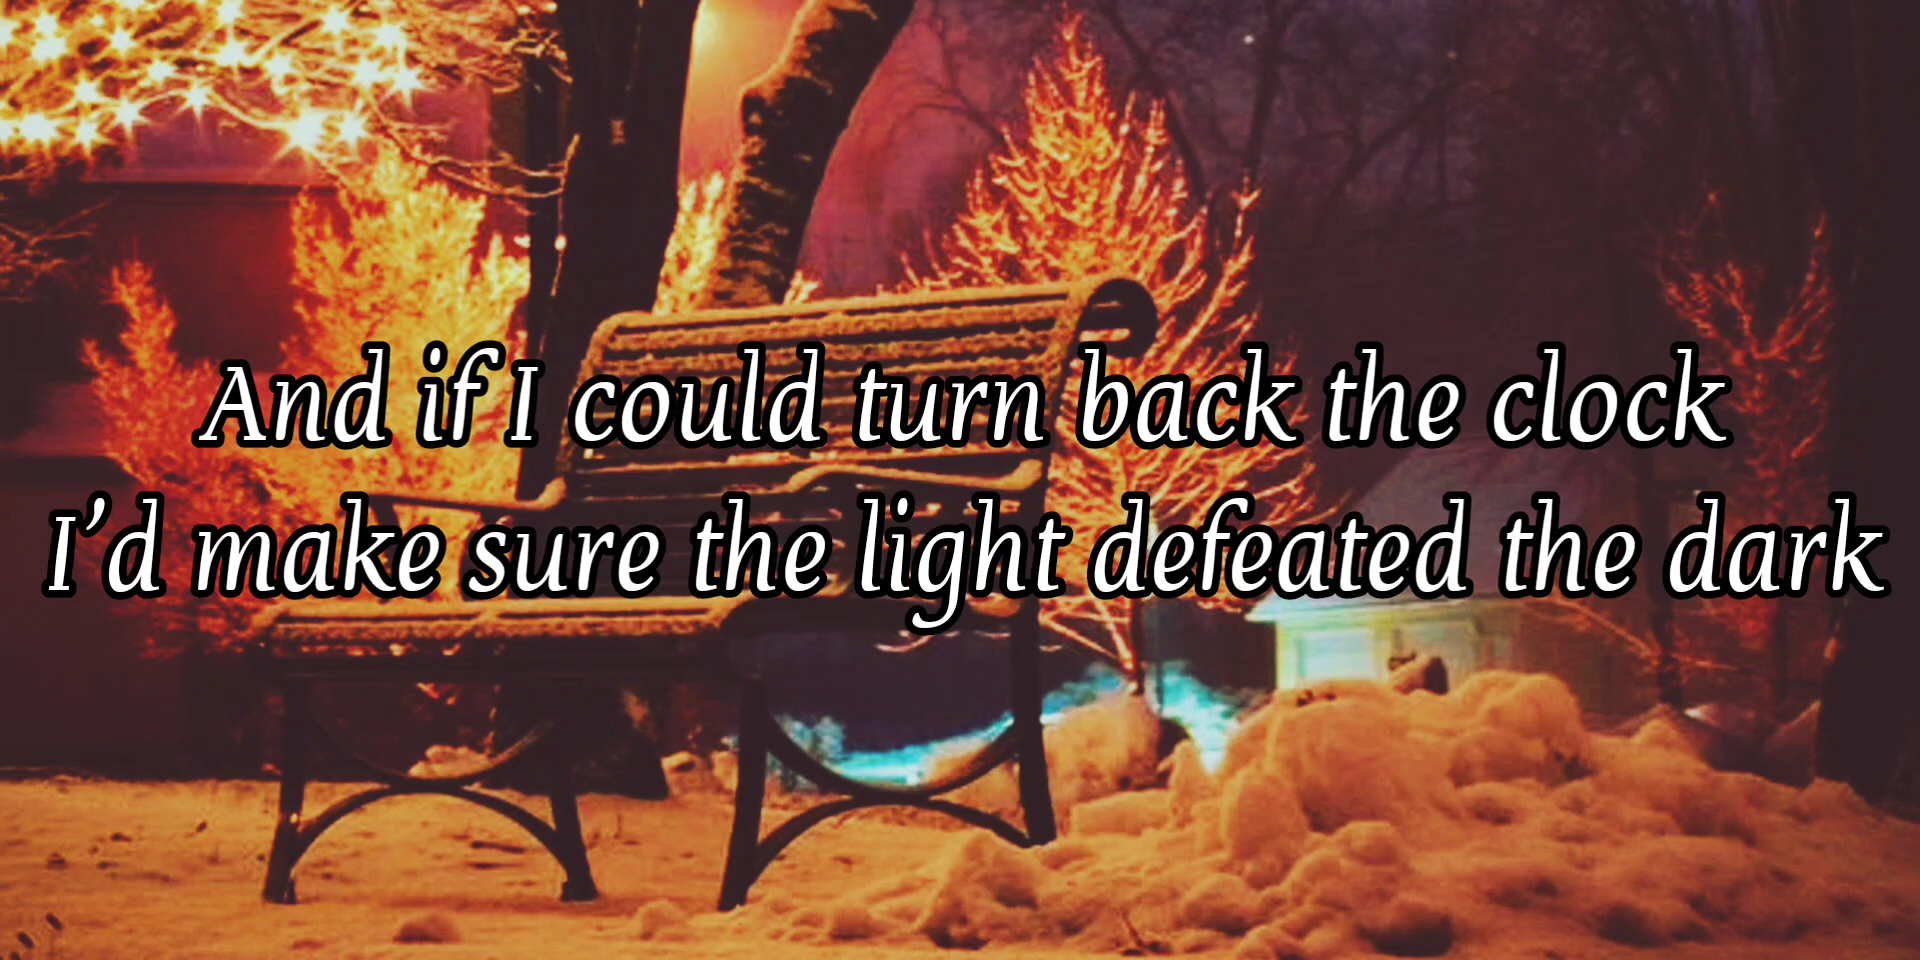 And if I could turn back the clock
I’d make sure the light defeated the dark